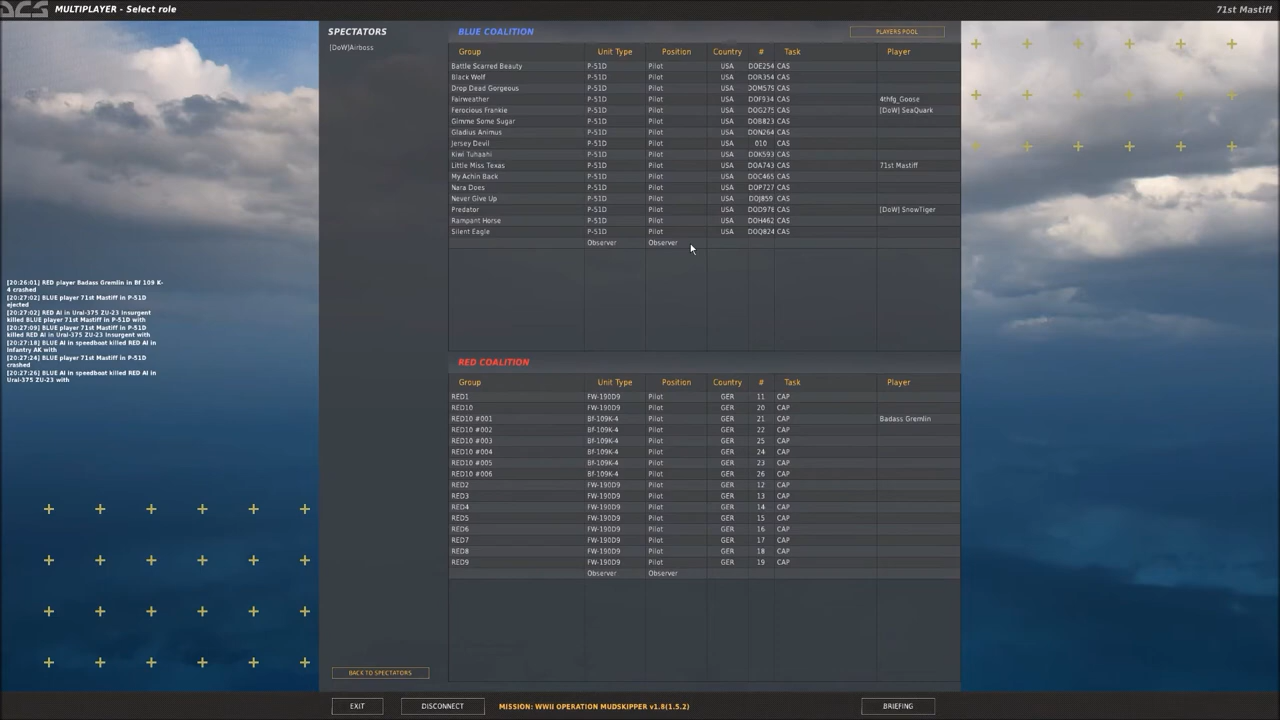 DCS MULTIPLAYER - Select role 71st Mastiff
SPECTATORS
[DoW]Airboss
BLUE COALITION PLAYERS POOL
Group Unit Type Position Country # Task Player
Battle Scarred Beauty P-51D Pilot USA DOE254 CAS
Black Wolf P-51D Pilot USA DOR354 CAS
Drop Dead Gorgeous P-51D Pilot USA DOM579 CAS
Fairweather P-51D Pilot USA DOF934 CAS 4thfg_Goose
Ferocious Frankie P-51D Pilot USA DOG275 CAS [DoW] SeaQuark
Gimme Some Sugar P-51D Pilot USA DOB823 CAS
Gladius Animus P-51D Pilot USA DON264 CAS
Jersey Devil P-51D Pilot USA 010 CAS
Kiwi Tuhaahi P-51D Pilot USA DOK593 CAS
Little Miss Texas P-51D Pilot USA DOA743 CAS 71st Mastiff
My Achin Back P-51D Pilot USA DOC465 CAS
Nara Does P-51D Pilot USA DOP727 CAS
Never Give Up P-51D Pilot USA DOJ859 CAS
Predator P-51D Pilot USA DOD978 CAS [DoW] SnowTiger
Rampant Horse P-51D Pilot USA DOH462 CAS
Silent Eagle P-51D Pilot USA DOQ824 CAS
Observer Observer
[20:26:01] RED player Badass Gremlin in Bf 109 K-
4 crashed
[20:27:02] BLUE player 71st Mastiff in P-51D
ejected
[20:27:02] RED AI in Ural-375 ZU-23 Insurgent
killed BLUE player 71st Mastiff in P-51D with
[20:27:09] BLUE player 71st Mastiff in P-51D
killed RED AI in Ural-375 ZU-23 Insurgent with
[20:27:18] BLUE AI in speedboat killed RED AI in
Infantry AK with
[20:27:24] BLUE player 71st Mastiff in P-51D
crashed
[20:27:26] BLUE AI in speedboat killed RED AI in
Ural-375 ZU-23 with
RED COALITION
Group Unit Type Position Country # Task Player
RED1 FW-190D9 Pilot GER 11 CAP
RED10 FW-190D9 Pilot GER 20 CAP
RED10 #001 Bf-109K-4 Pilot GER 21 CAP Badass Gremlin
RED10 #002 Bf-109K-4 Pilot GER 22 CAP
RED10 #003 Bf-109K-4 Pilot GER 25 CAP
RED10 #004 Bf-109K-4 Pilot GER 24 CAP
RED10 #005 Bf-109K-4 Pilot GER 23 CAP
RED10 #006 Bf-109K-4 Pilot GER 26 CAP
RED2 FW-190D9 Pilot GER 12 CAP
RED3 FW-190D9 Pilot GER 13 CAP
RED4 FW-190D9 Pilot GER 14 CAP
RED5 FW-190D9 Pilot GER 15 CAP
RED6 FW-190D9 Pilot GER 16 CAP
RED7 FW-190D9 Pilot GER 17 CAP
RED8 FW-190D9 Pilot GER 18 CAP
RED9 FW-190D9 Pilot GER 19 CAP
Observer Observer
BACK TO SPECTATORS
EXIT DISCONNECT MISSION: WWII OPERATION MUDSKIPPER v1.8(1.5.2) BRIEFING